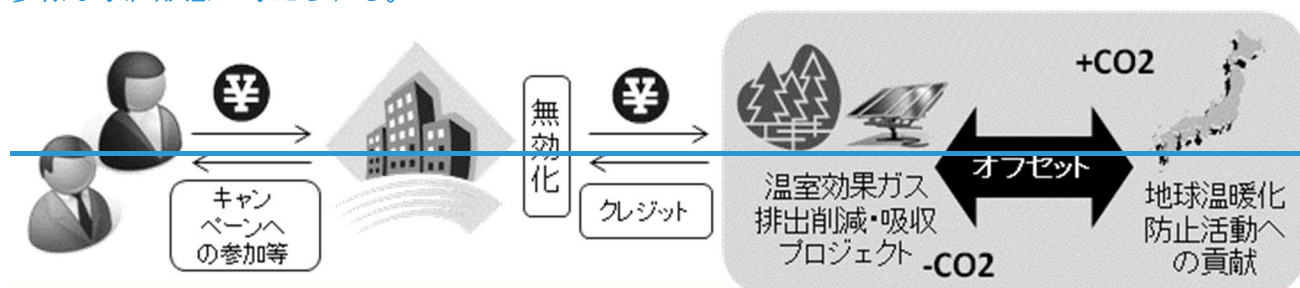 ¥
キャン
ペーンへ
の参加等
無効化
¥
クレジット
温室効果ガス
排出削減・吸収
プロジェクト
-CO2
+CO2
オフセット
地球温暖化
防止活動へ
の貢献